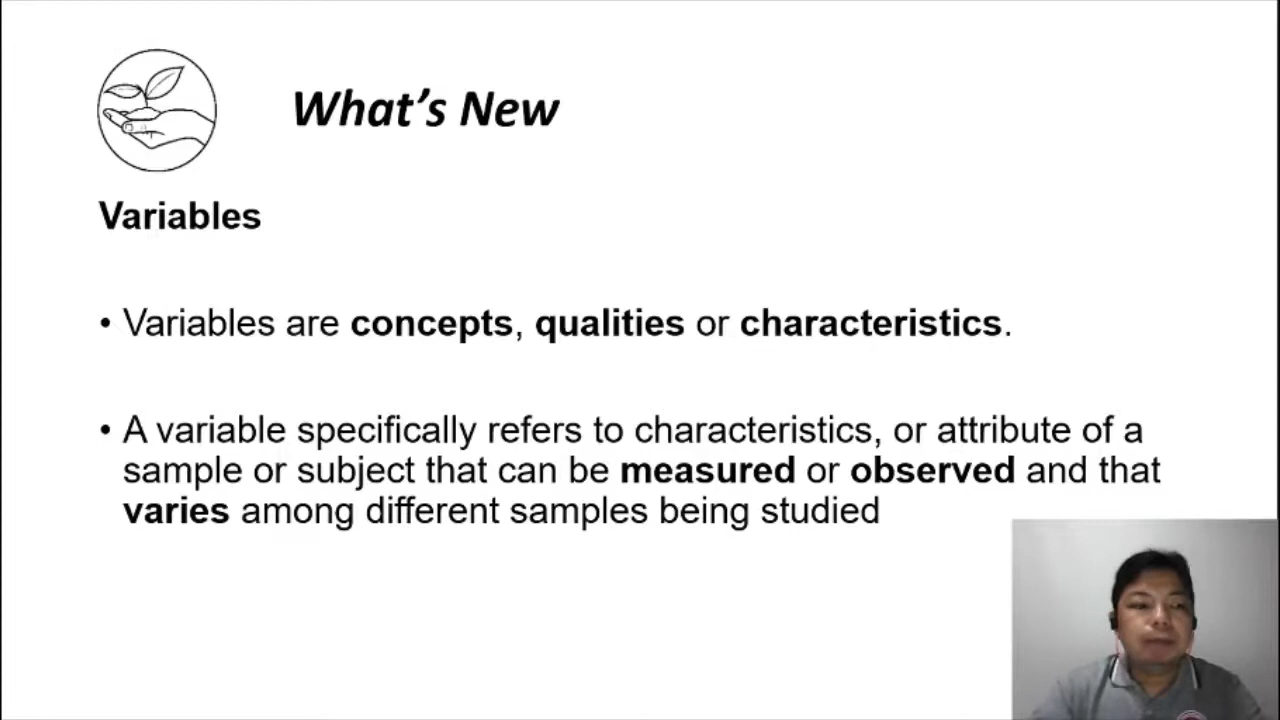 What's New
Variables
• Variables are concepts, qualities or characteristics.
• A variable specifically refers to characteristics, or attribute of a
sample or subject that can be measured or observed and that
varies among different samples being studied